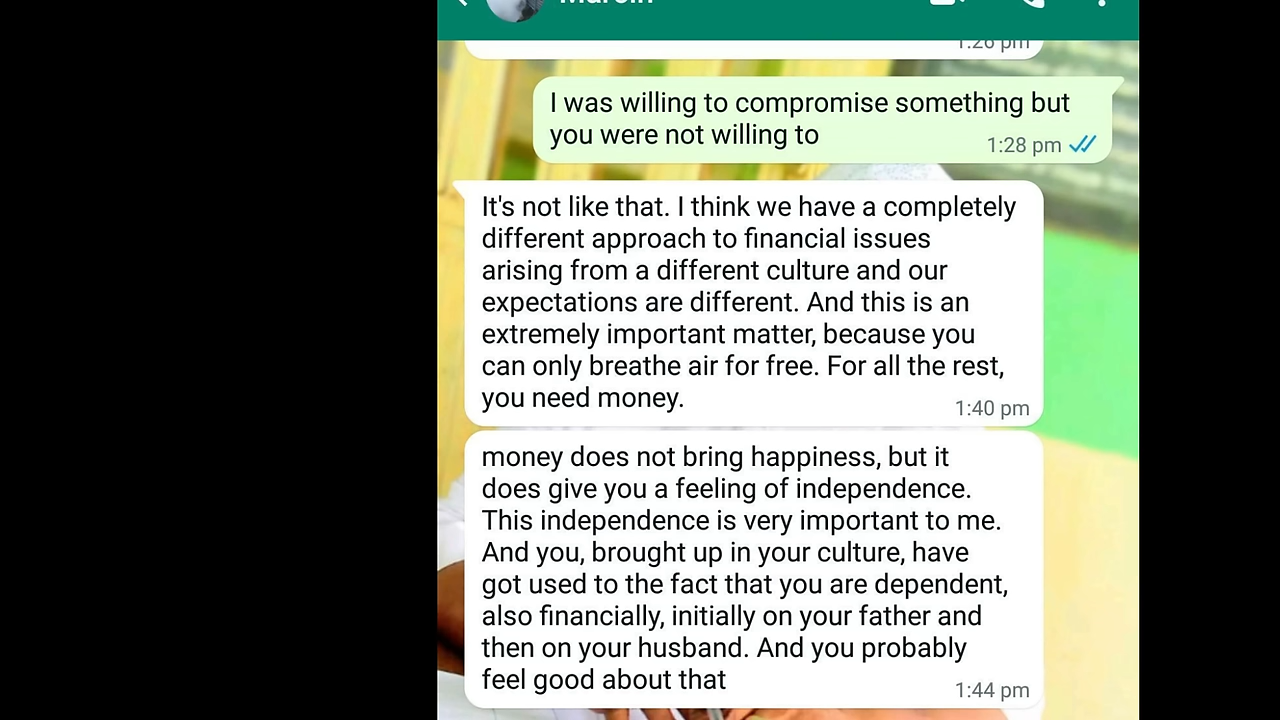 1:26 pm
I was willing to compromise something but
you were not willing to
1:28 pm
It's not like that. I think we have a completely
different approach to financial issues
arising from a different culture and our
expectations are different. And this is an
extremely important matter, because you
can only breathe air for free. For all the rest,
you need money.
1:40 pm
money does not bring happiness, but it
does give you a feeling of independence.
This independence is very important to me.
And you, brought up in your culture, have
got used to the fact that you are dependent,
also financially, initially on your father and
then on your husband. And you probably
feel good about that
1:44 pm